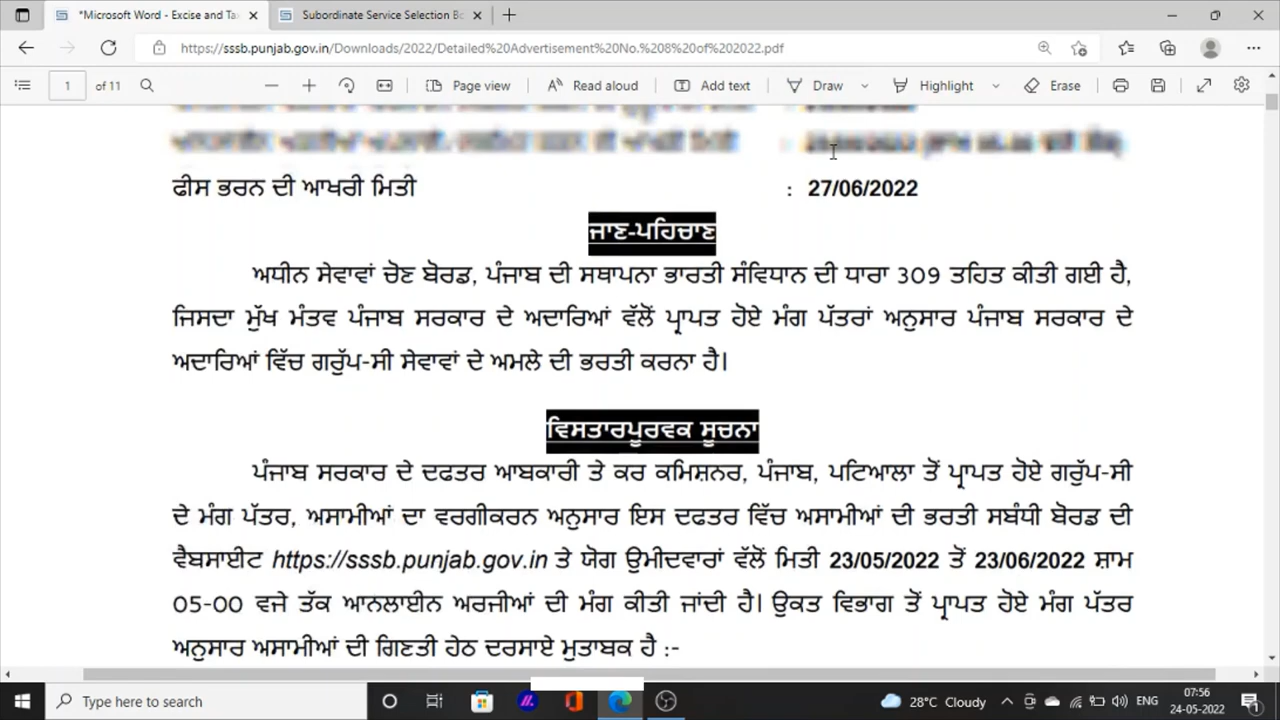 *Microsoft Word - Excise and Ta
Subordinate Service Selection Bo
https://sssb.punjab.gov.in/Downloads/2022/Detailed%20Advertisement%20No.%208%20of%202022.pdf
1 of 11
Page view
Read aloud
Add text
Draw
Highlight
Erase
ਫੀਸ ਭਰਨ ਦੀ ਆਖਰੀ ਮਿਤੀ : 27/06/2022
ਜਾਣ-ਪਹਿਚਾਣ
ਅਧੀਨ ਸੇਵਾਵਾਂ ਚੋਣ ਬੋਰਡ, ਪੰਜਾਬ ਦੀ ਸਥਾਪਨਾ ਭਾਰਤੀ ਸੰਵਿਧਾਨ ਦੀ ਧਾਰਾ 309 ਤਹਿਤ ਕੀਤੀ ਗਈ ਹੈ,
ਜਿਸਦਾ ਮੁੱਖ ਮੰਤਵ ਪੰਜਾਬ ਸਰਕਾਰ ਦੇ ਅਦਾਰਿਆਂ ਵੱਲੋਂ ਪ੍ਰਾਪਤ ਹੋਏ ਮੰਗ ਪੱਤਰਾਂ ਅਨੁਸਾਰ ਪੰਜਾਬ ਸਰਕਾਰ ਦੇ
ਅਦਾਰਿਆਂ ਵਿੱਚ ਗਰੁੱਪ-ਸੀ ਸੇਵਾਵਾਂ ਦੇ ਅਮਲੇ ਦੀ ਭਰਤੀ ਕਰਨਾ ਹੈ।
ਵਿਸਤਾਰਪੂਰਵਕ ਸੂਚਨਾ
ਪੰਜਾਬ ਸਰਕਾਰ ਦੇ ਦਫਤਰ ਆਬਕਾਰੀ ਤੇ ਕਰ ਕਮਿਸ਼ਨਰ, ਪੰਜਾਬ, ਪਟਿਆਲਾ ਤੋਂ ਪ੍ਰਾਪਤ ਹੋਏ ਗਰੁੱਪ-ਸੀ
ਦੇ ਮੰਗ ਪੱਤਰ, ਅਸਾਮੀਆਂ ਦਾ ਵਰਗੀਕਰਨ ਅਨੁਸਾਰ ਇਸ ਦਫਤਰ ਵਿੱਚ ਅਸਾਮੀਆਂ ਦੀ ਭਰਤੀ ਸਬੰਧੀ ਬੋਰਡ ਦੀ
ਵੈਬਸਾਈਟ https://sssb.punjab.gov.in ਤੇ ਯੋਗ ਉਮੀਦਵਾਰਾਂ ਵੱਲੋਂ ਮਿਤੀ 23/05/2022 ਤੋਂ 23/06/2022 ਸ਼ਾਮ
05-00 ਵਜੇ ਤੱਕ ਆਨਲਾਈਨ ਅਰਜੀਆਂ ਦੀ ਮੰਗ ਕੀਤੀ ਜਾਂਦੀ ਹੈ। ਉਕਤ ਵਿਭਾਗ ਤੋਂ ਪ੍ਰਾਪਤ ਹੋਏ ਮੰਗ ਪੱਤਰ
ਅਨੁਸਾਰ ਅਸਾਮੀਆਂ ਦੀ ਗਿਣਤੀ ਹੇਠ ਦਰਸਾਏ ਮੁਤਾਬਕ ਹੈ :-
Type here to search
28°C Cloudy
ENG
07:56
24-05-2022
1